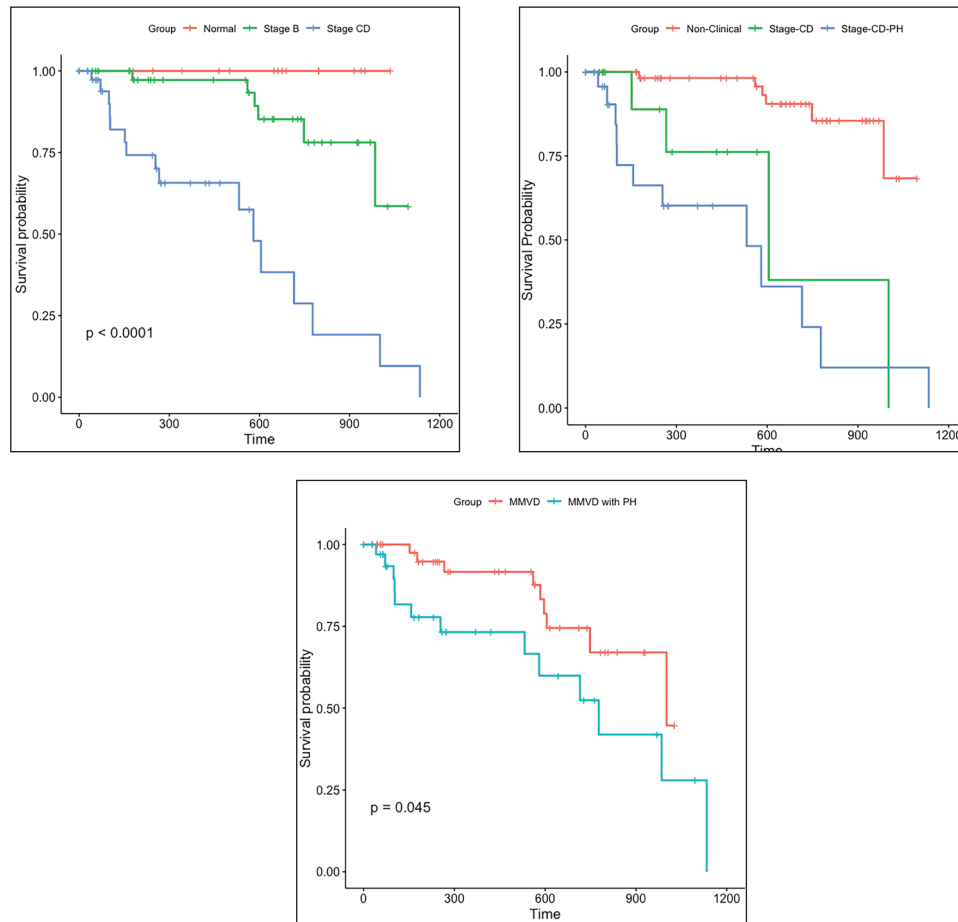 Group Normal Stage B Stage CD
1.00
0.75
0.50
0.25
0.00
Survival probability
p < 0.0001
0 300 600 900 1200
Time
Group Non-Clinical Stage-CD Stage-CD-PH
1.00
0.75
0.50
0.25
0.00
Survival Probability
0 300 600 900 1200
Time
Group MMVD MMVD with PH
1.00
0.75
0.50
0.25
0.00
Survival probability
p = 0.045
0 300 600 900 1200
Time